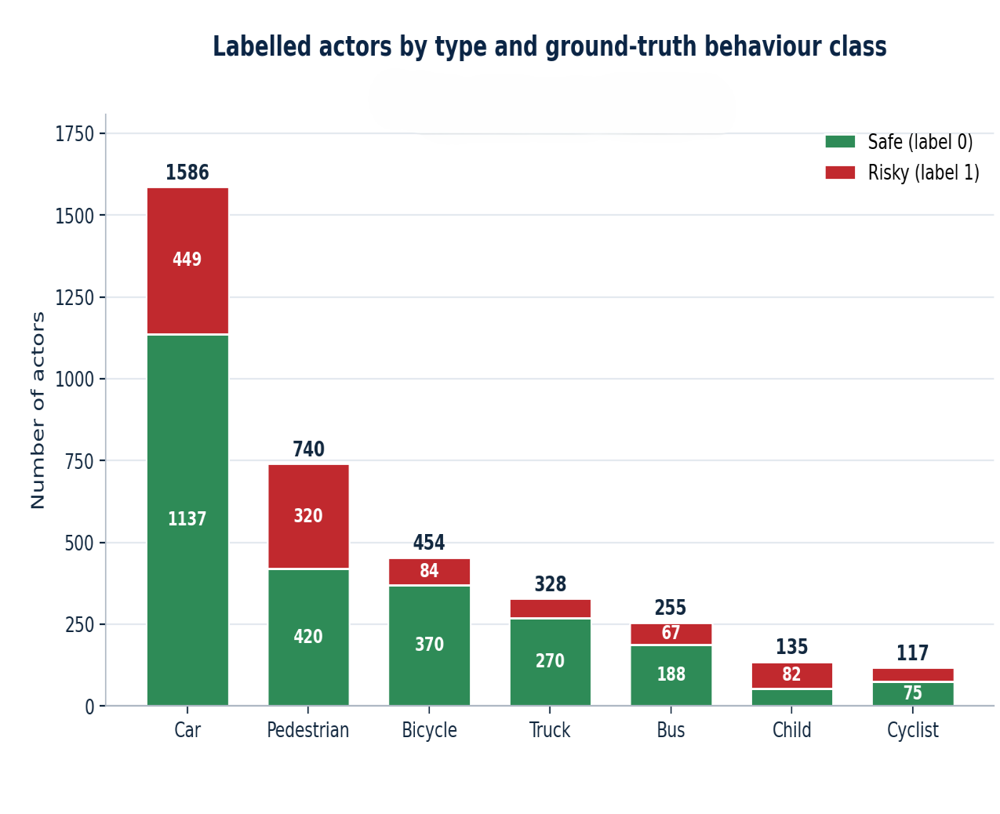 Labelled actors by type and ground-truth behaviour class
Safe (label 0)
Risky (label 1)
Number of actors
1750
1500
1250
1000
750
500
250
0
1586
449
1137
740
320
420
454
84
370
328
270
255
67
188
135
82
117
75
Car
Pedestrian
Bicycle
Truck
Bus
Child
Cyclist